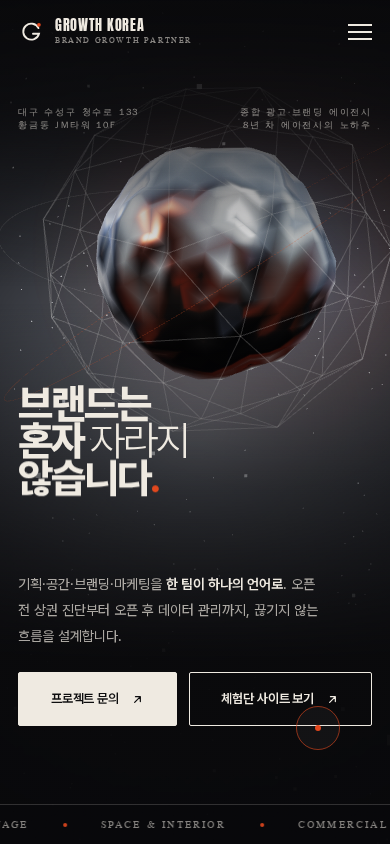 GROWTH KOREA
BRAND GROWTH PARTNER
대구 수성구 청수로 133
황금동 JM타워 10F
종합 광고·브랜딩 에이전시
8년 차 에이전시의 노하우
브랜드는
혼자 자라지
않습니다.
기획·공간·브랜딩·마케팅을 한 팀이 하나의 언어로. 오픈
전 상권 진단부터 오픈 후 데이터 관리까지, 끊기지 않는
흐름을 설계합니다.
프로젝트 문의
체험단 사이트 보기
AGE • SPACE & INTERIOR • COMMERCIAL